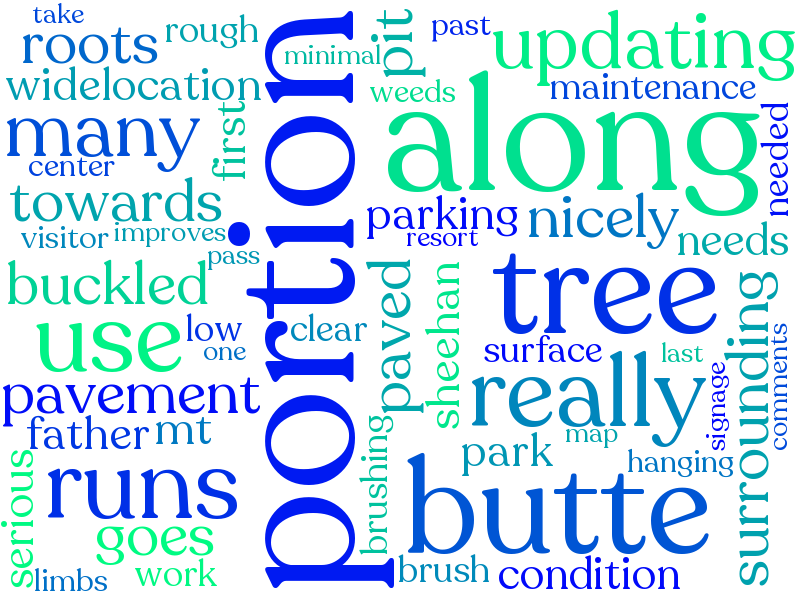 take
roots
rough
minimal
pit
past
updating
widelocation
weeds
maintenance
many
first
portion
along
needed
center
towards
parking
nicely
visitor
improves
resort
needs
pass
buckled
tree
use
low
clear
paved
sheehan
surrounding
one
surface
last
comments
pavement
really
signage
father
mt
brushing
map
park
hanging
runs
butte
serious
goes
work
limbs
brush
condition